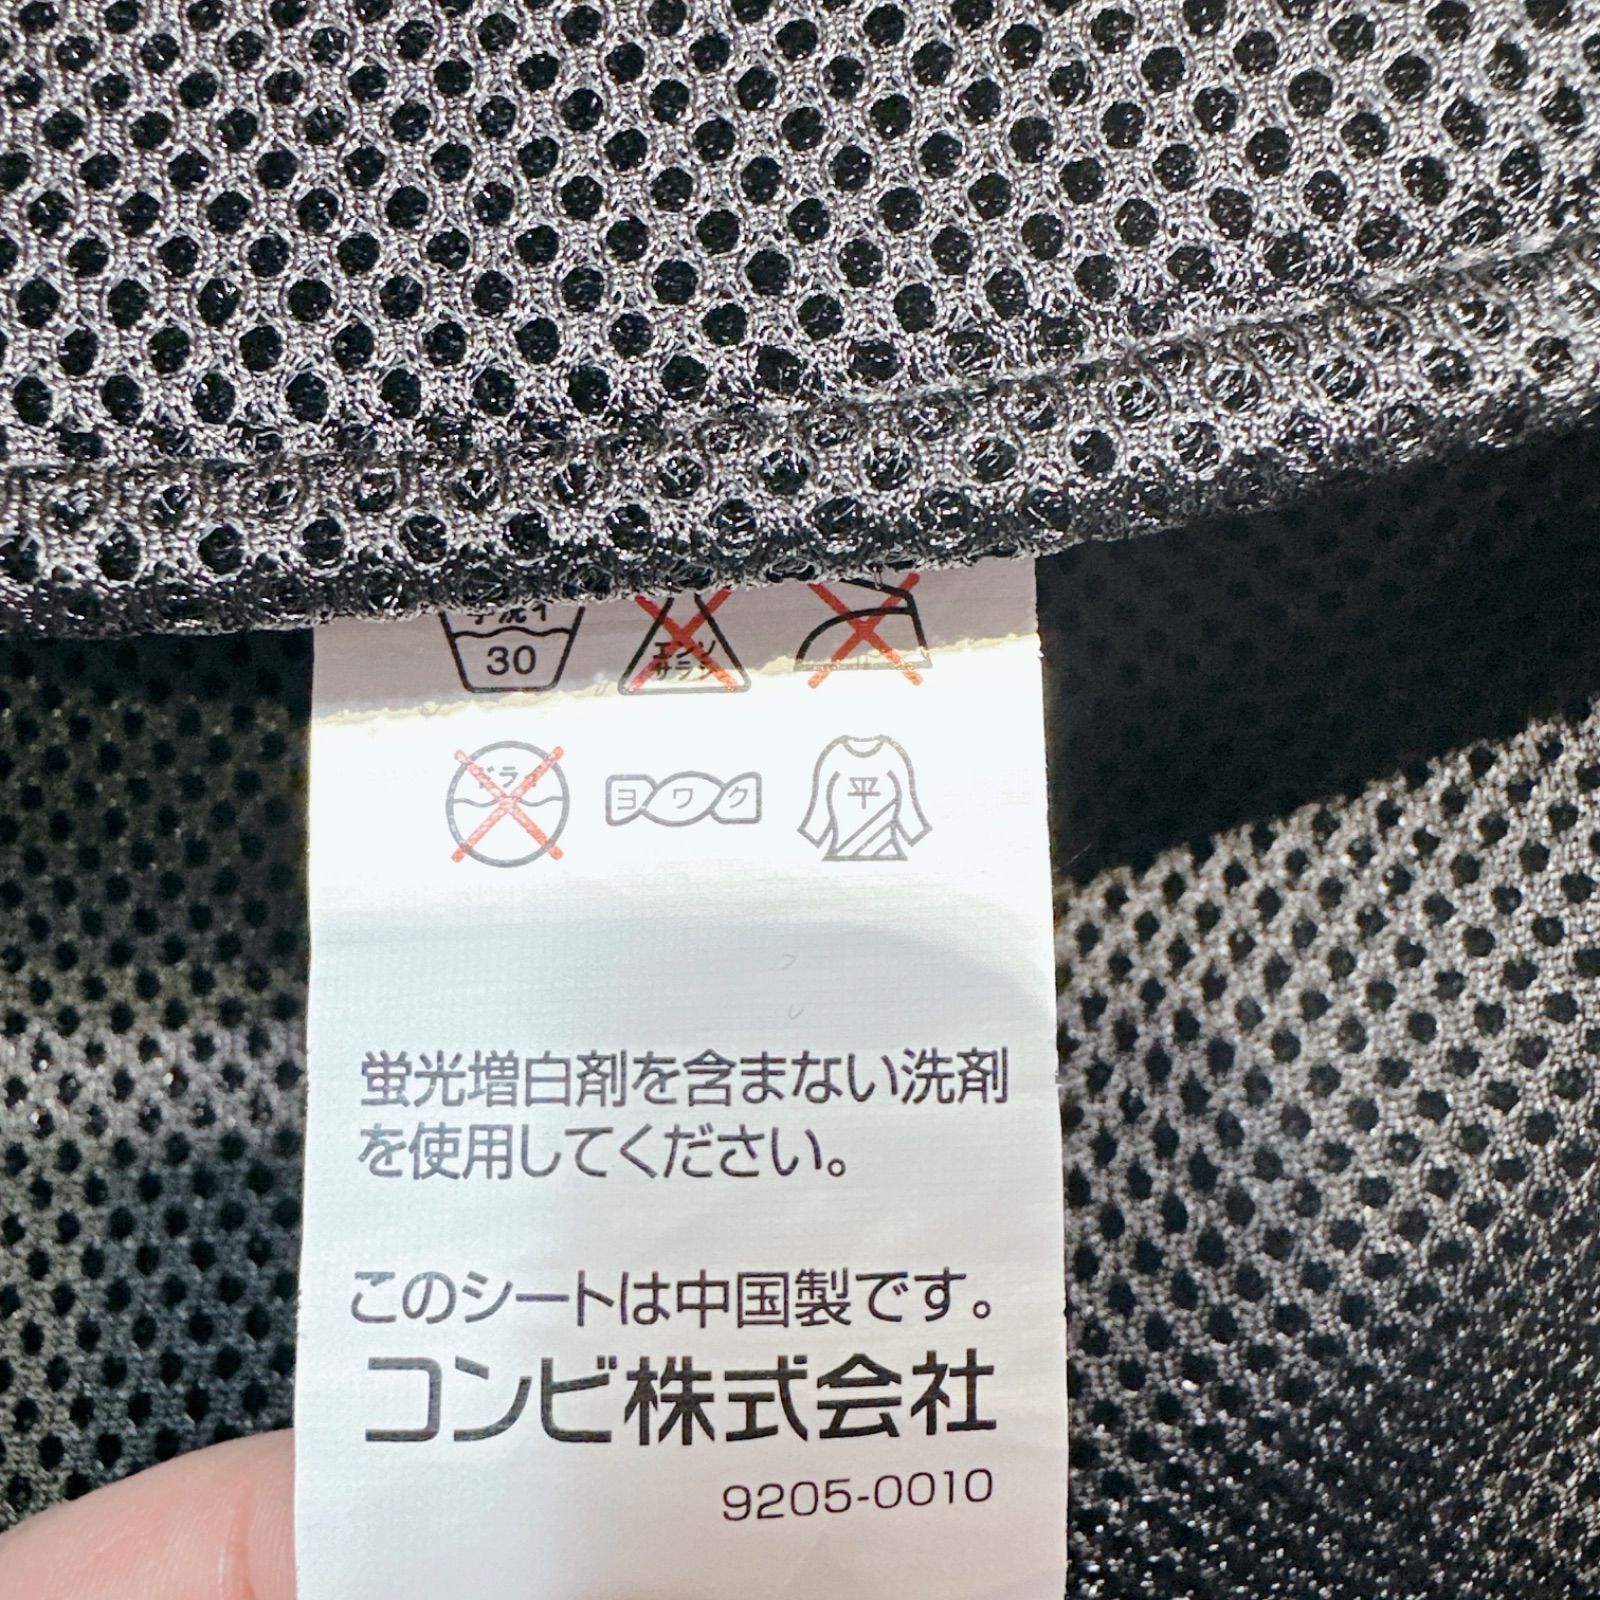 手洗イ
30
エンソ
サラシ
ドライ
ヨワク
平
蛍光増白剤を含まない洗剤
を使用してください。
このシートは中国製です。
コンビ株式会社
9205-0010